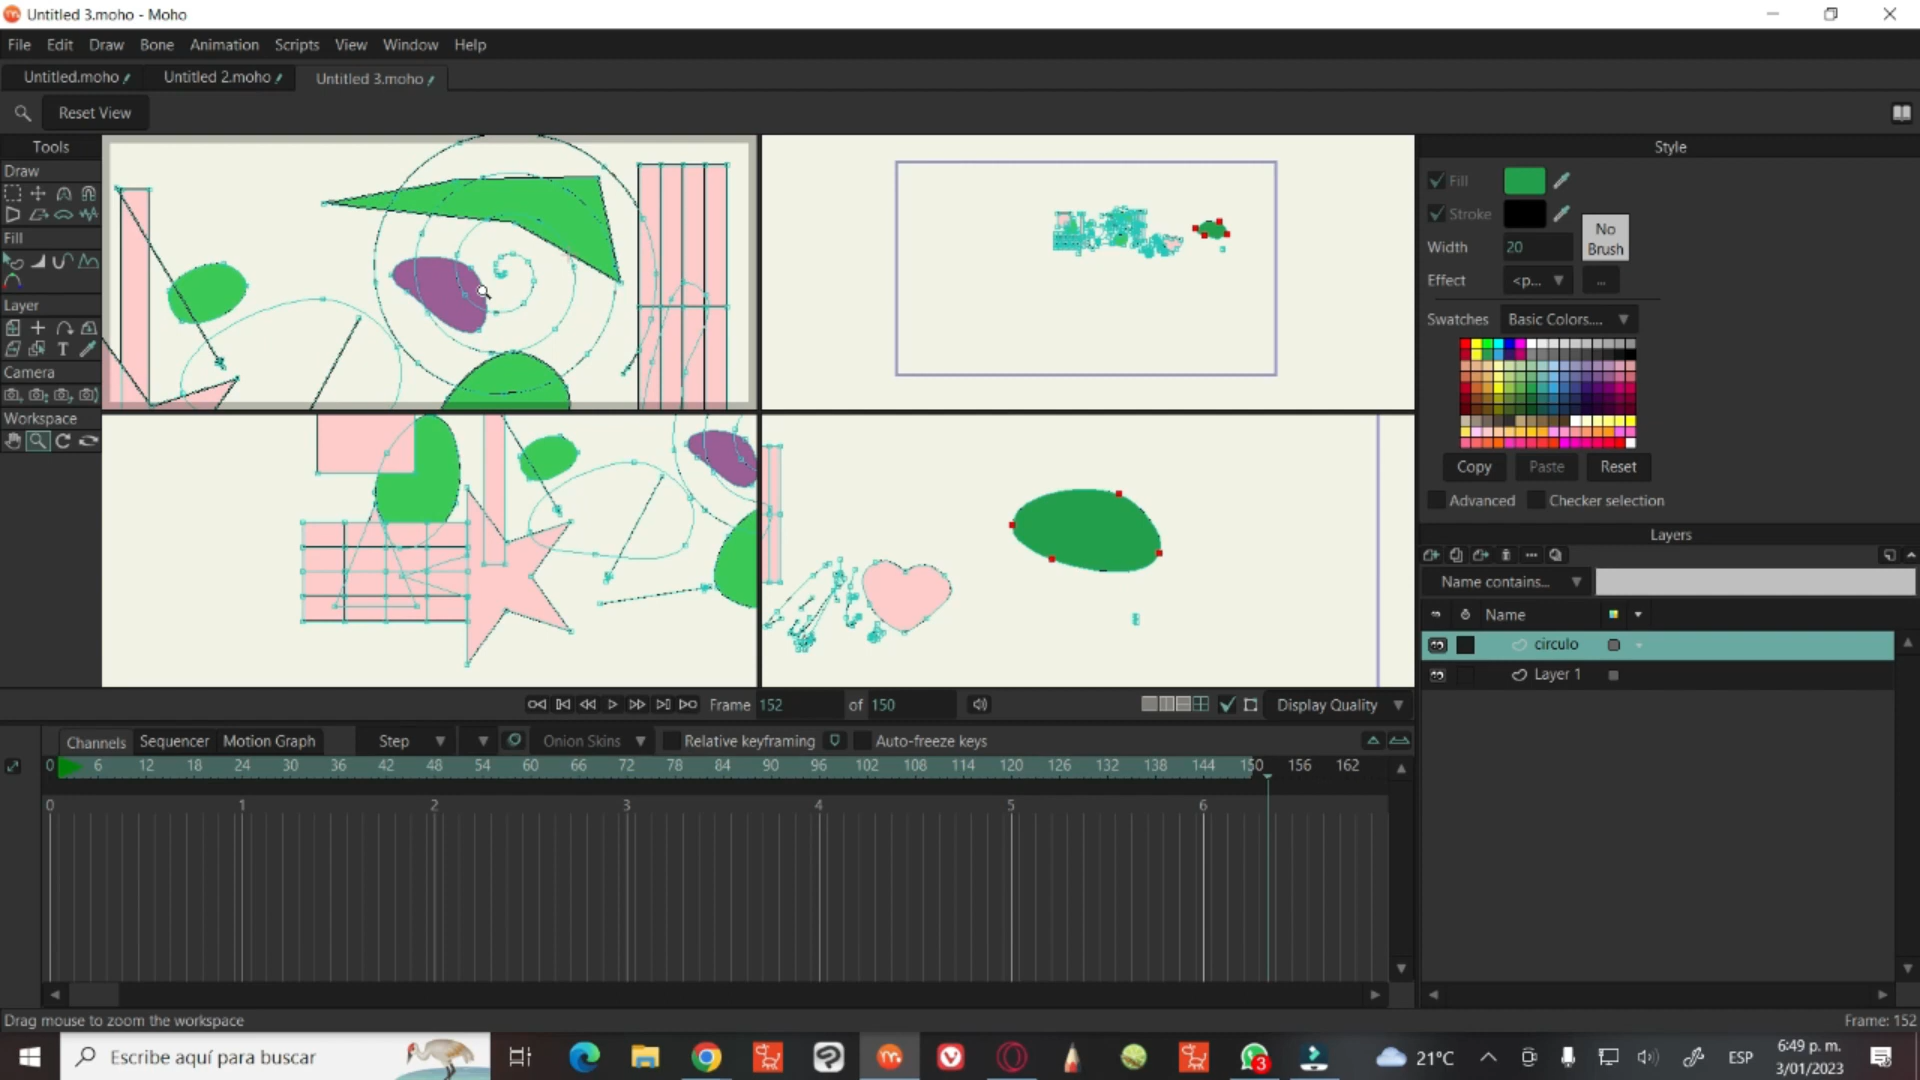 Untitled 3.moho - Moho
File Edit Draw Bone Animation Scripts View Window Help
Untitled.moho Untitled 2.moho Untitled 3.moho
Reset View
Tools
Draw
Fill
Layer
Camera
Workspace
Style
Fill
Stroke
Width 20
No
Brush
Effect <p... ...
Swatches Basic Colors....
Copy Paste Reset
Advanced Checker selection
Layers
Name contains...
Name
circulo
Layer 1
Frame 152 of 150 Display Quality
Channels Sequencer Motion Graph Step Onion Skins Relative keyframing Auto-freeze keys
0 6 12 18 24 30 36 42 48 54 60 66 72 78 84 90 96 102 108 114 120 126 132 138 144 150 156 162
0 1 2 3 4 5 6
Drag mouse to zoom the workspace Frame: 152
Escribe aquí para buscar 3 21°C ESP
6:49 p. m.
3/01/2023